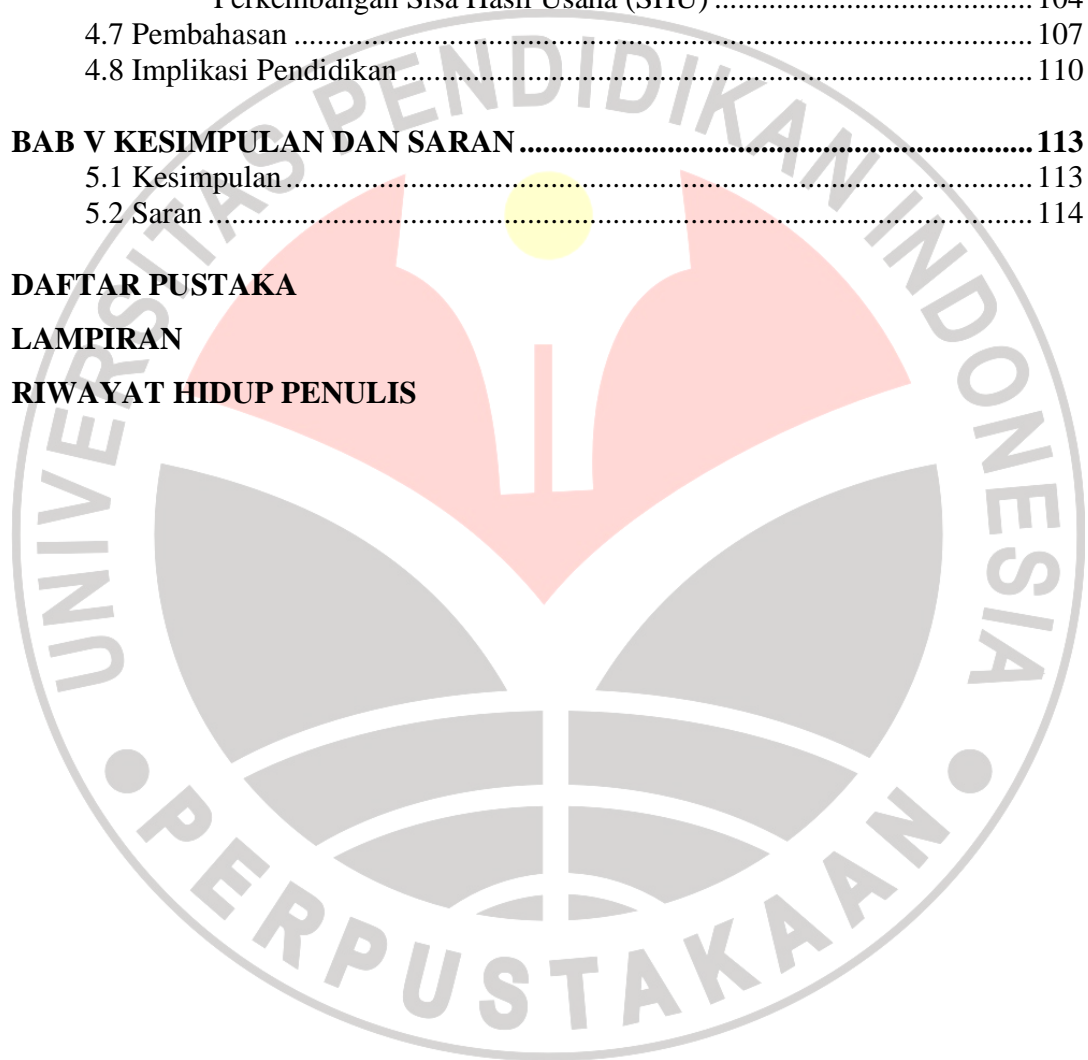 Perkembangan Sisa Hasil Usaha (SHU) ........................................................ 104
4.7 Pembahasan ........................................................ 107
4.8 Implikasi Pendidikan ........................................................ 110
BAB V KESIMPULAN DAN SARAN ........................................................ 113
5.1 Kesimpulan ........................................................ 113
5.2 Saran ........................................................ 114
DAFTAR PUSTAKA
LAMPIRAN
RIWAYAT HIDUP PENULIS
UNIVERSITAS PENDIDIKAN INDONESIA
PERPUSTAKAAN